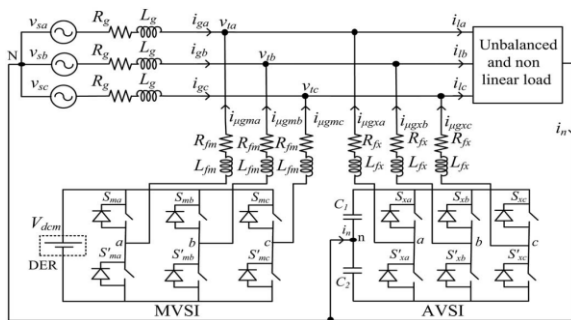 v_sa R_g L_g i_ga v_ta i_la
N v_sb R_g L_g i_gb v_tb i_lb
v_sc R_g L_g i_gc v_tc i_lc
Unbalanced and non linear load
i_n
i_μgma i_μgmb i_μgmc i_μgxa i_μgxb i_μgxc
R_fm R_fm R_fm R_fx R_fx R_fx
L_fm L_fm L_fm L_fx L_fx L_fx
V_dcm
DER
S_ma S_mb S_mc
a b c
S'_ma S'_mb S'_mc
MVSI
C_1 S_xa S_xb S_xc
i_n n a b c
C_2 S'_xa S'_xb S'_xc
AVSI